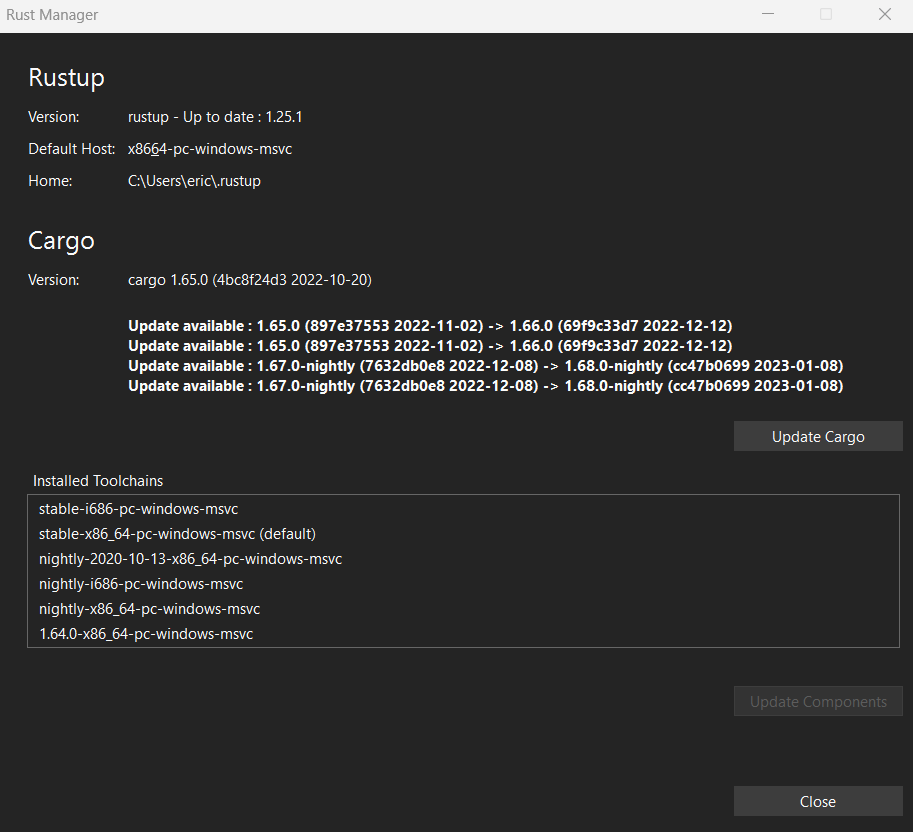 Rust Manager
Rustup
Version: rustup - Up to date : 1.25.1
Default Host: x8664-pc-windows-msvc
Home: C:\Users\eric\.rustup
Cargo
Version: cargo 1.65.0 (4bc8f24d3 2022-10-20)
Update available : 1.65.0 (897e37553 2022-11-02) -> 1.66.0 (69f9c33d7 2022-12-12)
Update available : 1.65.0 (897e37553 2022-11-02) -> 1.66.0 (69f9c33d7 2022-12-12)
Update available : 1.67.0-nightly (7632db0e8 2022-12-08) -> 1.68.0-nightly (cc47b0699 2023-01-08)
Update available : 1.67.0-nightly (7632db0e8 2022-12-08) -> 1.68.0-nightly (cc47b0699 2023-01-08)
Update Cargo
Installed Toolchains
stable-i686-pc-windows-msvc
stable-x86_64-pc-windows-msvc (default)
nightly-2020-10-13-x86_64-pc-windows-msvc
nightly-i686-pc-windows-msvc
nightly-x86_64-pc-windows-msvc
1.64.0-x86_64-pc-windows-msvc
Update Components
Close